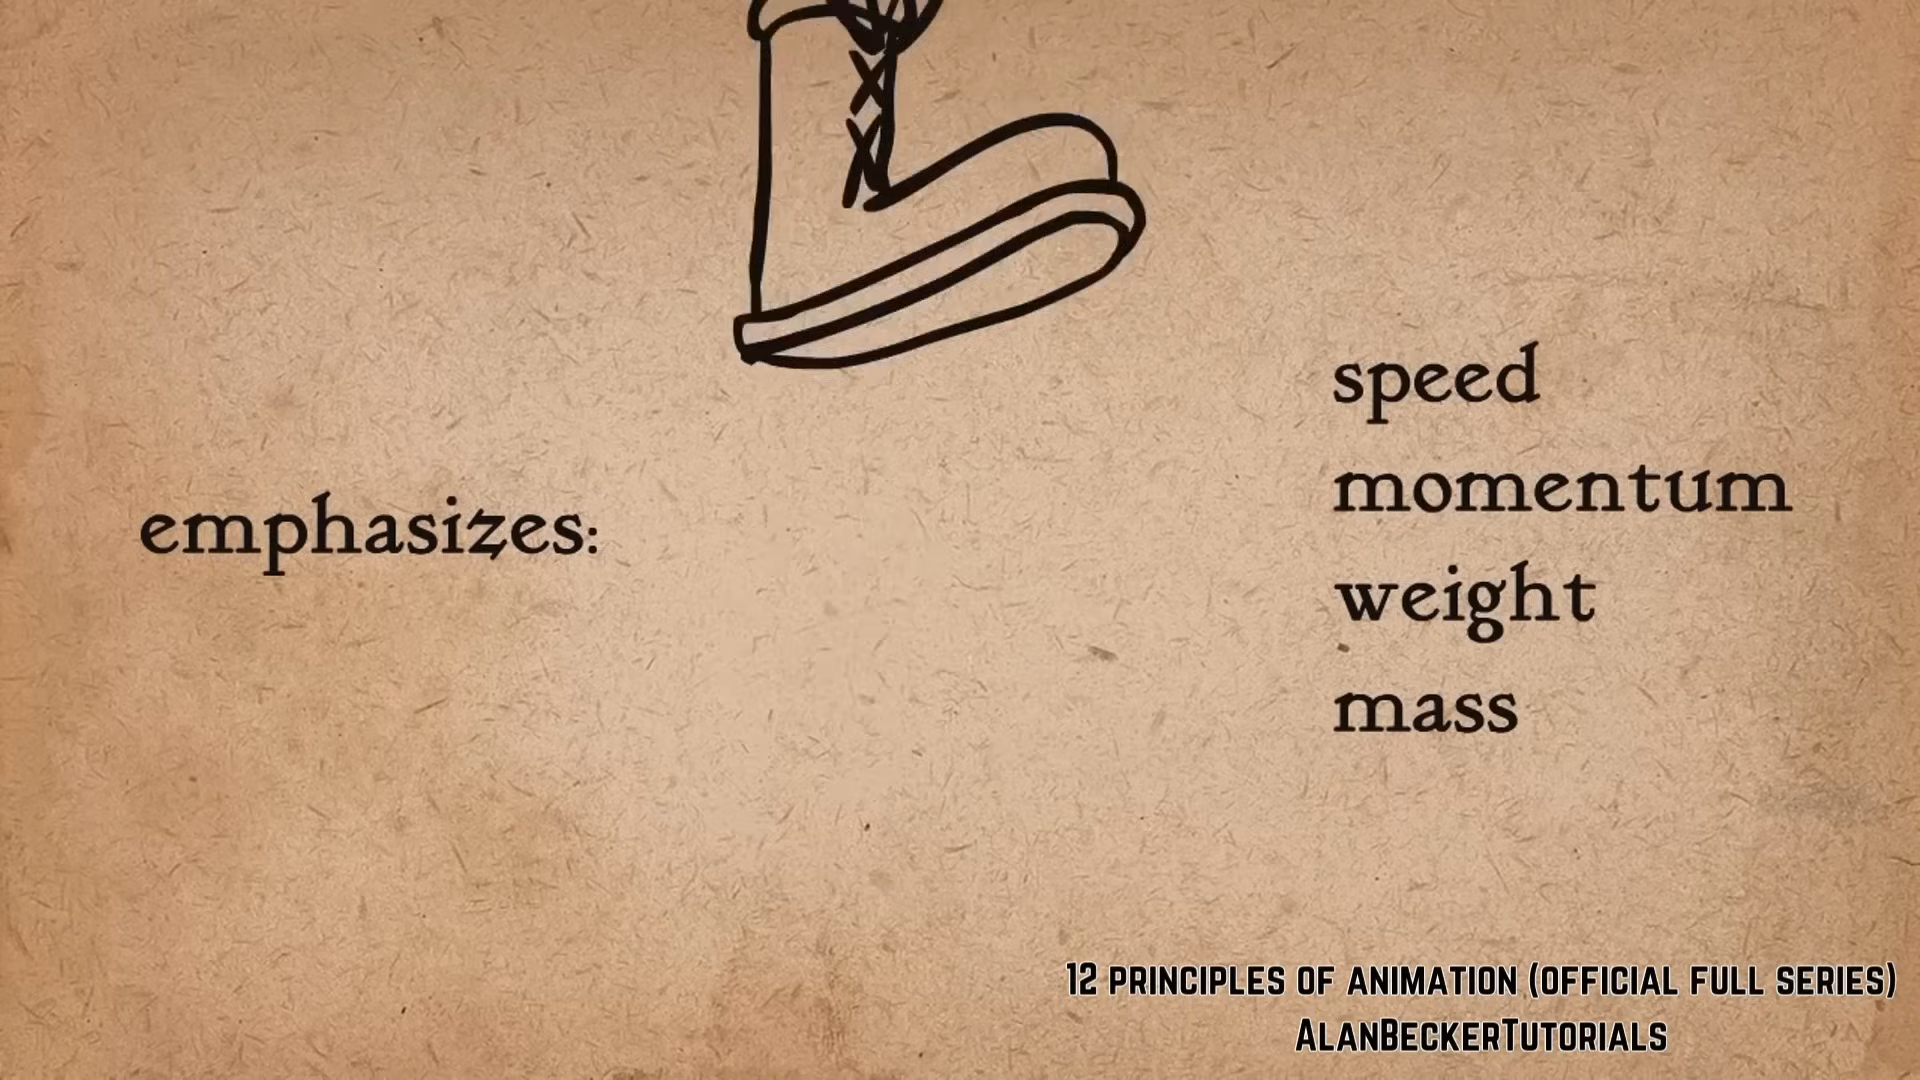 emphasizes:
speed
momentum
weight
mass
12 PRINCIPLES OF ANIMATION (OFFICIAL FULL SERIES)
ALANBECKERTUTORIALS